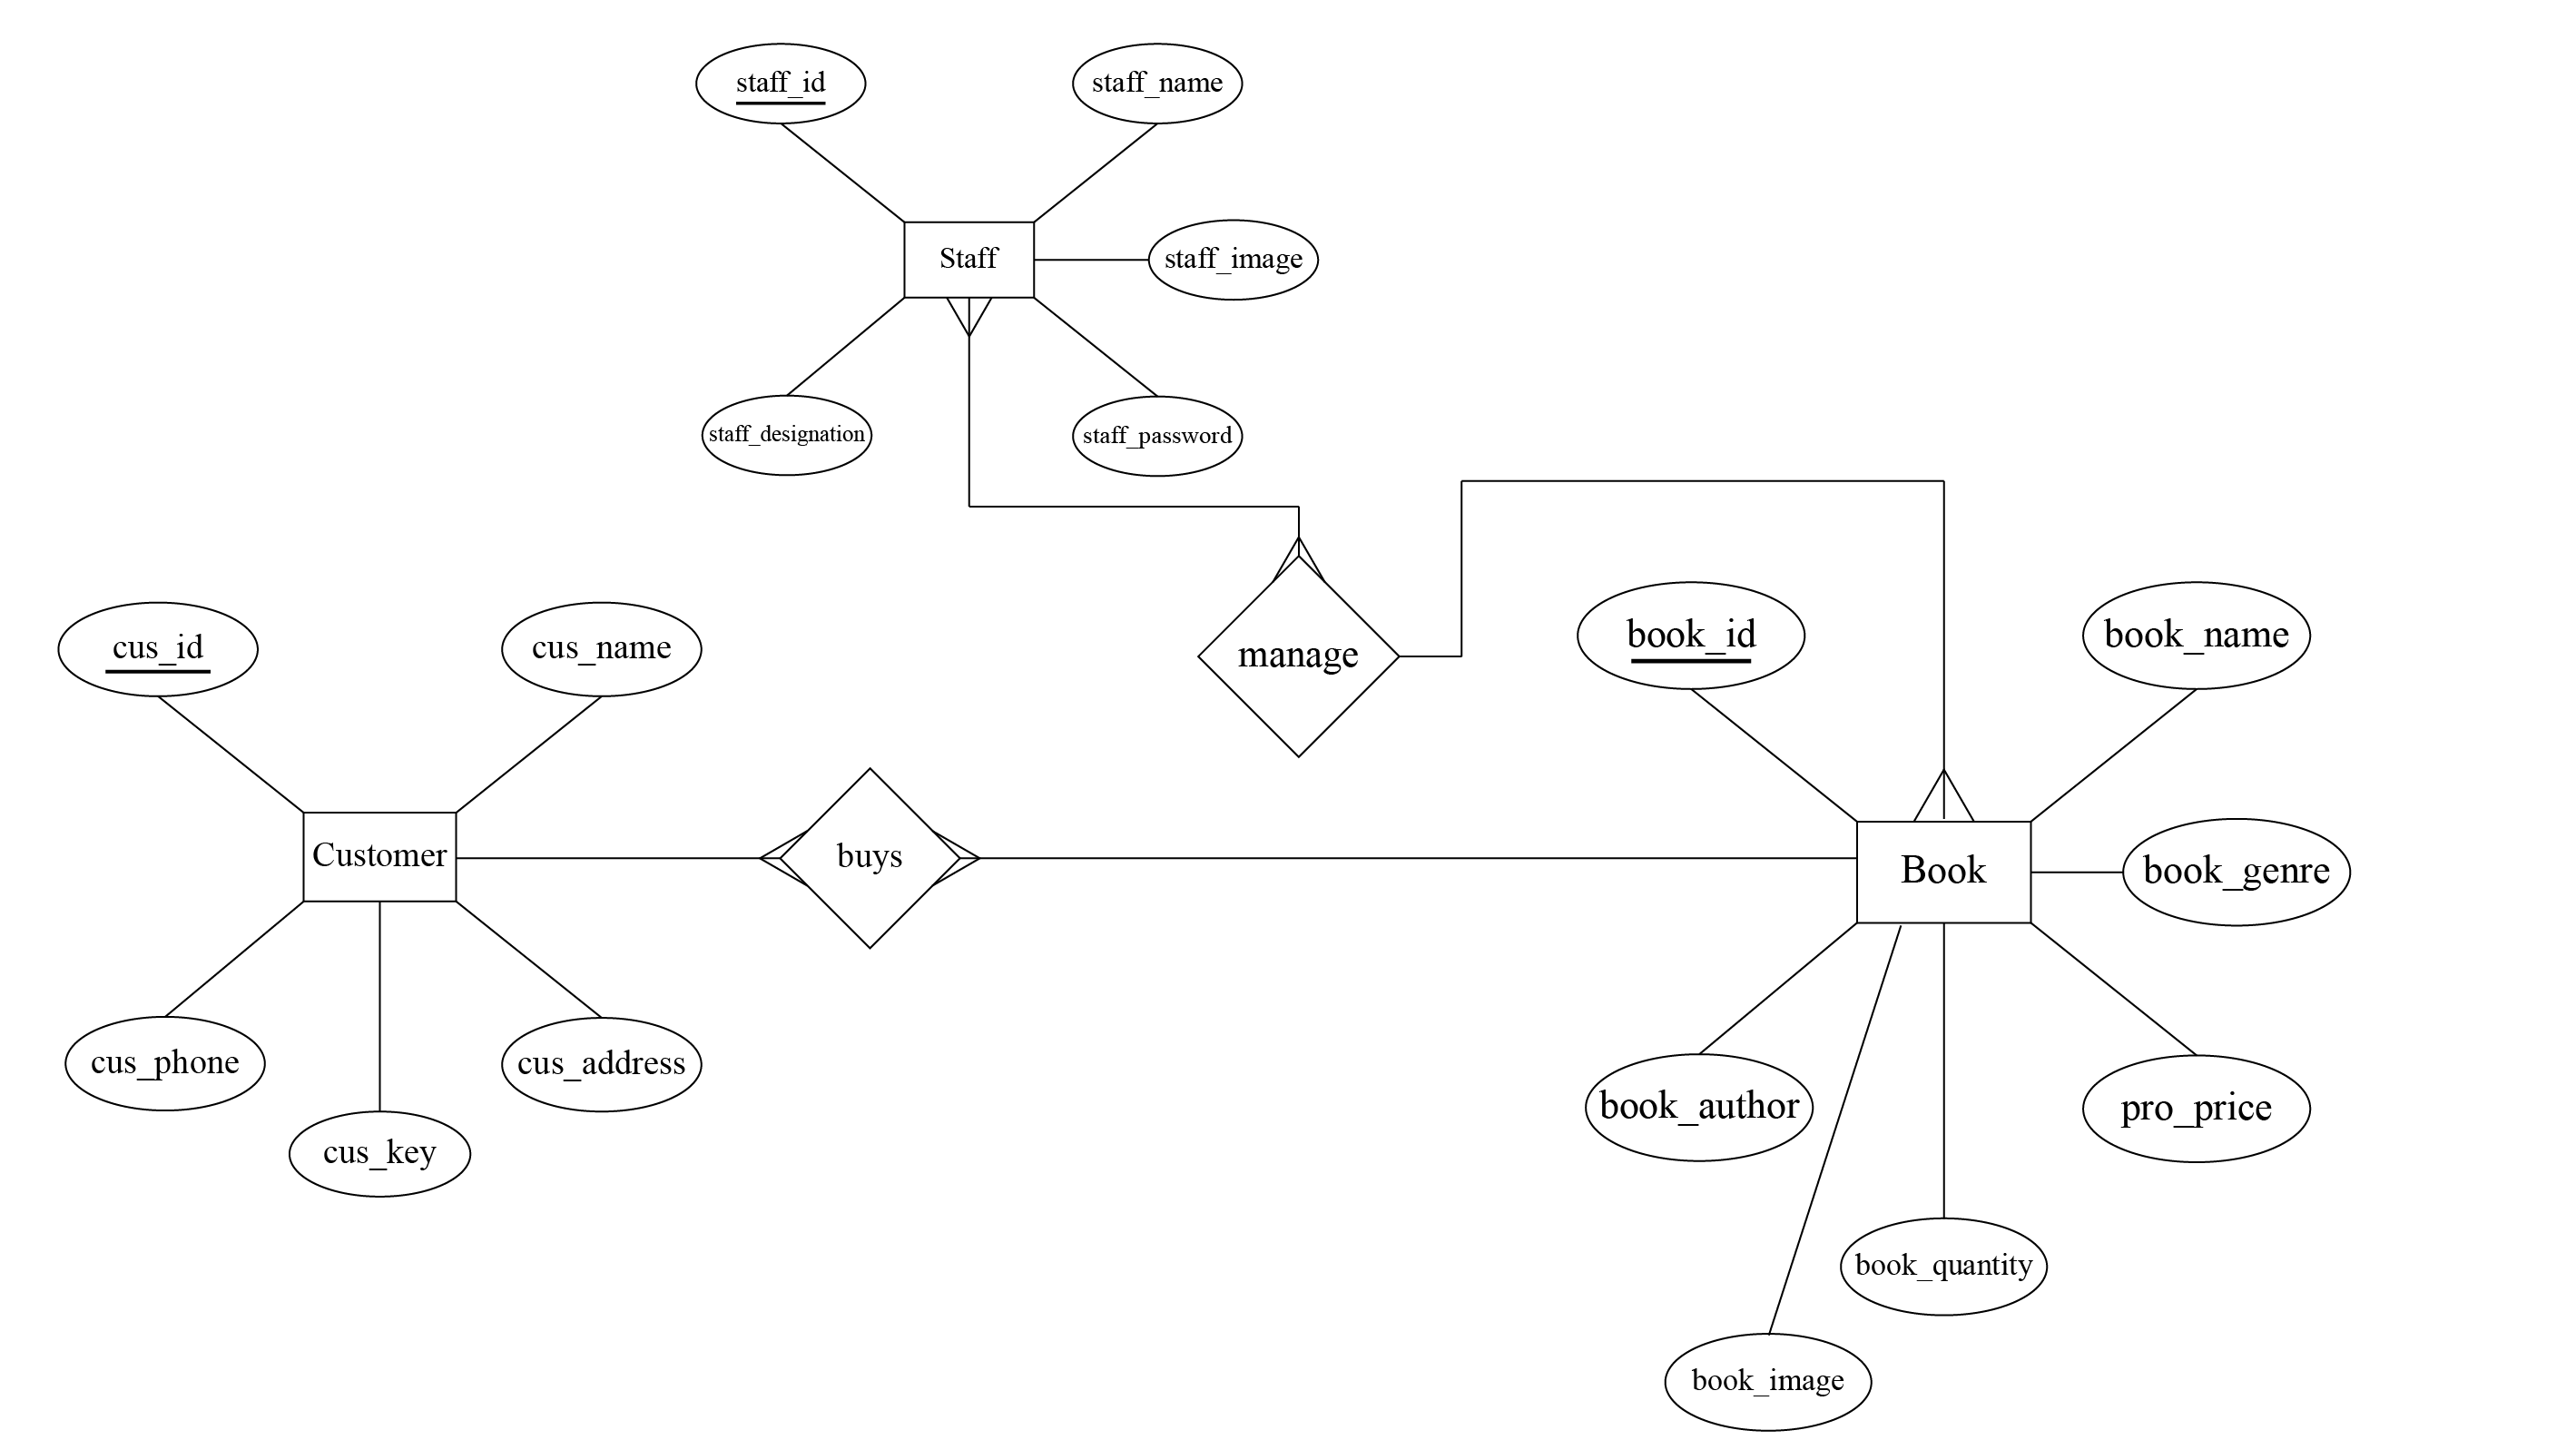 staff_id
staff_name
Staff
staff_image
staff_designation
staff_password
manage
book_id
book_name
cus_id
cus_name
Customer
buys
Book
book_genre
cus_phone
cus_address
cus_key
book_author
pro_price
book_quantity
book_image